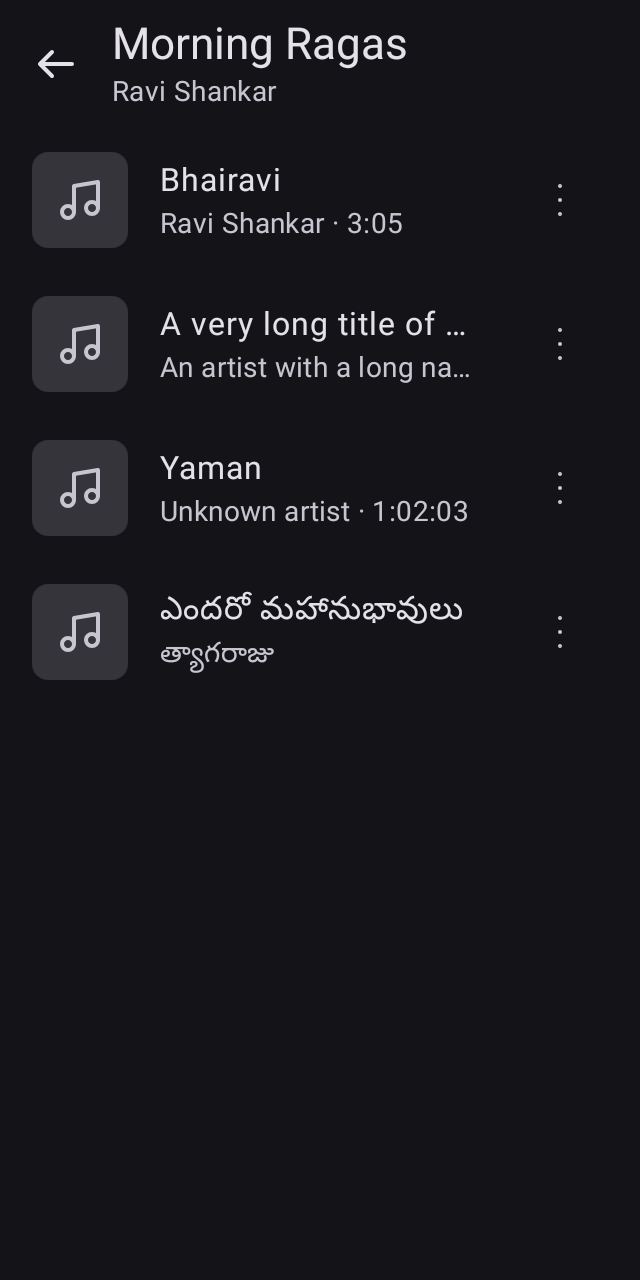 Morning Ragas
Ravi Shankar
Bhairavi
Ravi Shankar · 3:05
A very long title of …
An artist with a long na…
Yaman
Unknown artist · 1:02:03
ఎందరో మహానుభావులు
త్యాగరాజు